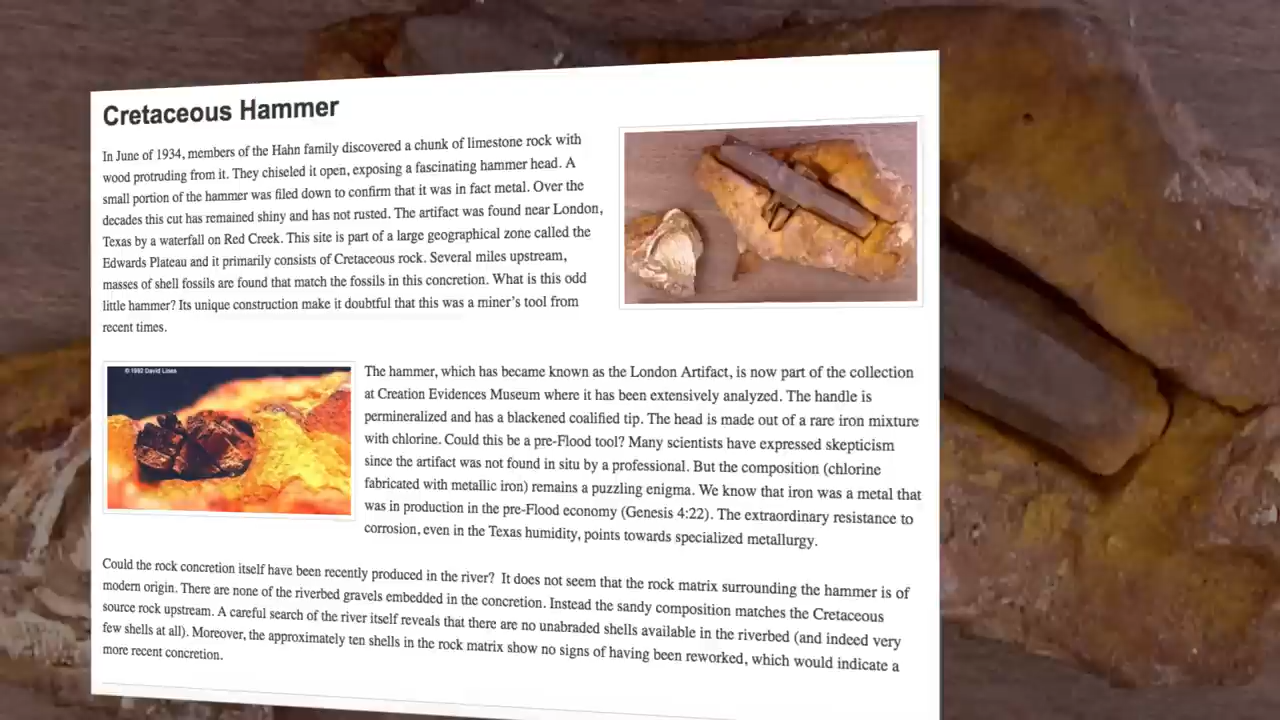 Cretaceous Hammer
In June of 1934, members of the Hahn family discovered a chunk of limestone rock with
wood protruding from it. They chiseled it open, exposing a fascinating hammer head. A
small portion of the hammer was filed down to confirm that it was in fact metal. Over the
decades this cut has remained shiny and has not rusted. The artifact was found near London,
Texas by a waterfall on Red Creek. This site is part of a large geographical zone called the
Edwards Plateau and it primarily consists of Cretaceous rock. Several miles upstream,
masses of shell fossils are found that match the fossils in this concretion. What is this odd
little hammer? Its unique construction make it doubtful that this was a miner's tool from
recent times.
© 1992 David Lines
The hammer, which has became known as the London Artifact, is now part of the collection
at Creation Evidences Museum where it has been extensively analyzed. The handle is
permineralized and has a blackened coalified tip. The head is made out of a rare iron mixture
with chlorine. Could this be a pre-Flood tool? Many scientists have expressed skepticism
since the artifact was not found in situ by a professional. But the composition (chlorine
fabricated with metallic iron) remains a puzzling enigma. We know that iron was a metal that
was in production in the pre-Flood economy (Genesis 4:22). The extraordinary resistance to
corrosion, even in the Texas humidity, points towards specialized metallurgy.
Could the rock concretion itself have been recently produced in the river? It does not seem that the rock matrix surrounding the hammer is of
modern origin. There are none of the riverbed gravels embedded in the concretion. Instead the sandy composition matches the Cretaceous
source rock upstream. A careful search of the river itself reveals that there are no unabraded shells available in the riverbed (and indeed very
few shells at all). Moreover, the approximately ten shells in the rock matrix show no signs of having been reworked, which would indicate a
more recent concretion.